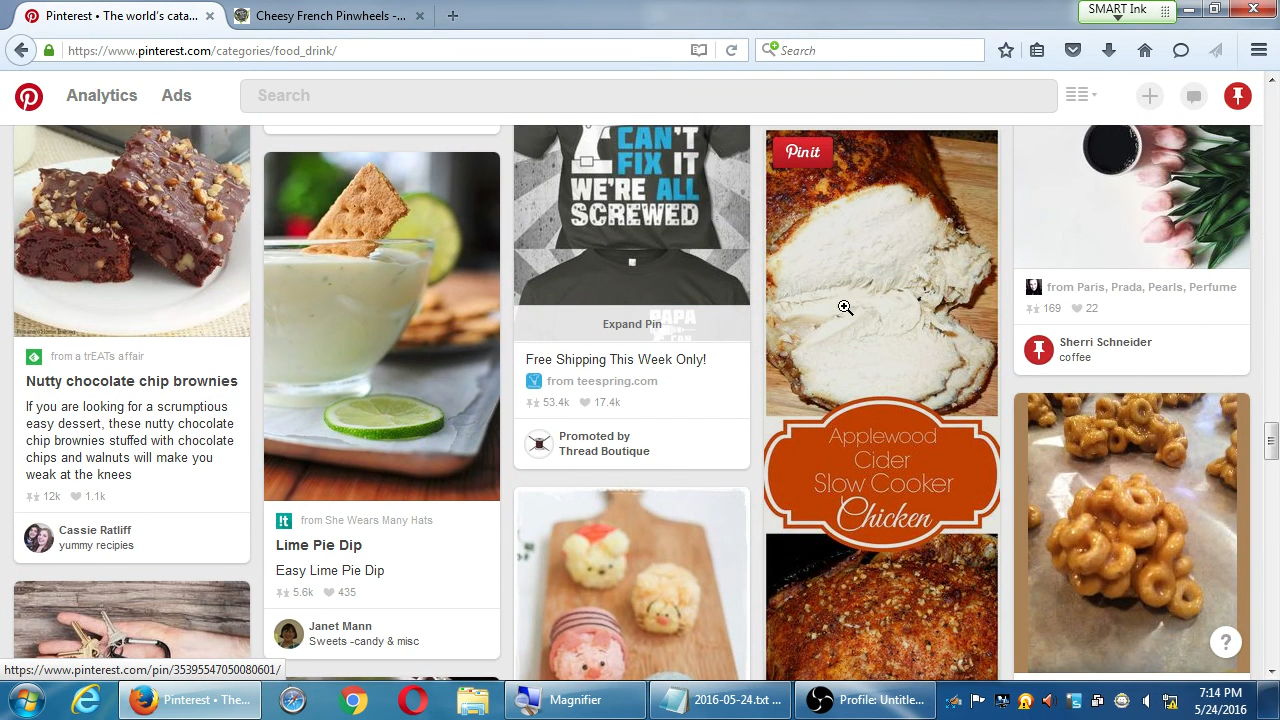 Pinterest • The world's cata...
Cheesy French Pinwheels -...
SMART Ink
https://www.pinterest.com/categories/food_drink/
Search
Analytics
Ads
Search
from a trEATs affair
Nutty chocolate chip brownies
If you are looking for a scrumptious
easy dessert, these nutty chocolate
chip brownies stuffed with chocolate
chips and walnuts will make you
weak at the knees
12k
1.1k
Cassie Ratliff
yummy recipies
from She Wears Many Hats
Lime Pie Dip
Easy Lime Pie Dip
5.6k
435
Janet Mann
Sweets -candy & misc
CAN'T
FIX IT
WE'RE ALL
SCREWED
Expand Pin
PAPA
Free Shipping This Week Only!
from teespring.com
53.4k
17.4k
Promoted by
Thread Boutique
Pin it
Applewood
Cider
Slow Cooker
Chicken
from Paris, Prada, Pearls, Perfume
169
22
Sherri Schneider
coffee
?
https://www.pinterest.com/pin/35395547050080601/
Pinterest • The...
Magnifier
2016-05-24.txt ...
Profile: Untitle...
7:14 PM
5/24/2016